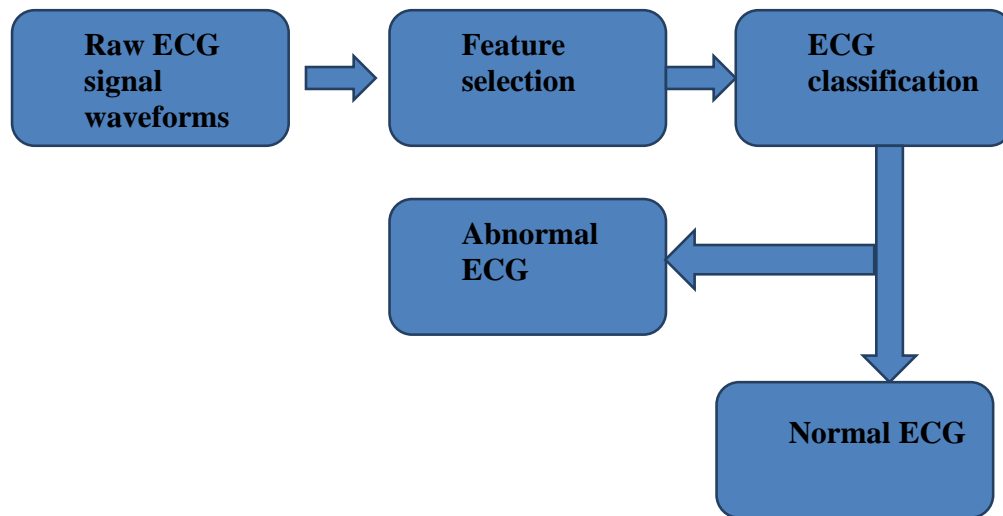 Raw ECG
signal
waveforms
Feature
selection
ECG
classification
Abnormal
ECG
Normal ECG